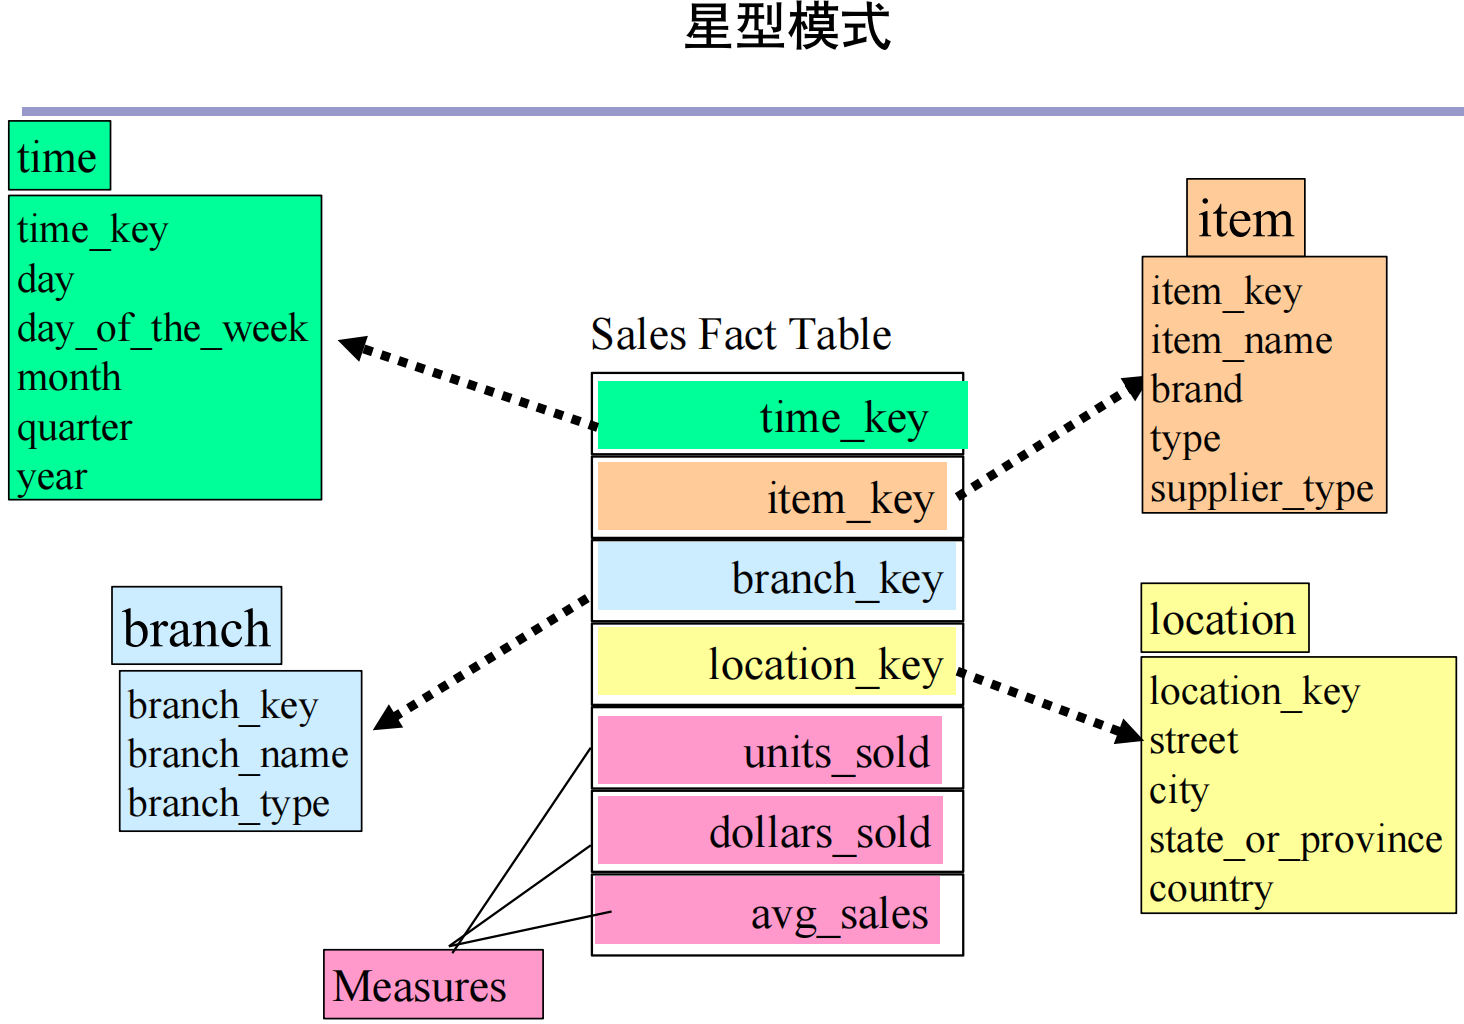 星型模式
time
time_key
day
day_of_the_week
month
quarter
year
item
item_key
item_name
brand
type
supplier_type
Sales Fact Table
time_key
item_key
branch_key
location_key
units_sold
dollars_sold
avg_sales
branch
branch_key
branch_name
branch_type
location
location_key
street
city
state_or_province
country
Measures